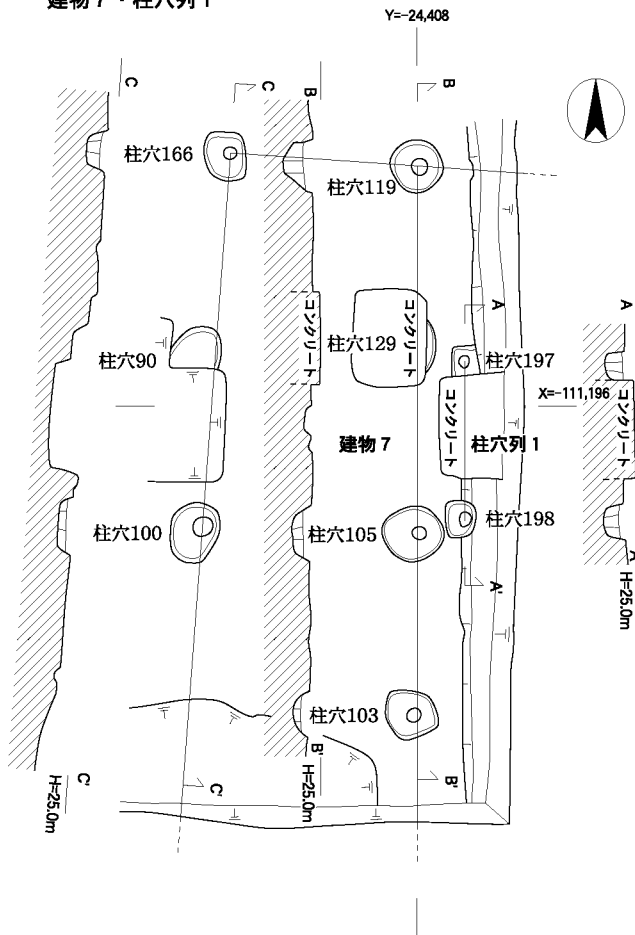 建物7・柱穴列1
Y=-24,408
C
C
B
B
柱穴166
柱穴119
A
A
コンクリート
柱穴129
コンクリート
柱穴90
柱穴197
X=-111,196
コンクリート
コンクリート
建物7
柱穴列1
柱穴100
柱穴105
柱穴198
A'
H=25.0m
柱穴103
B'
B'
C'
C'
H=25.0m
H=25.0m